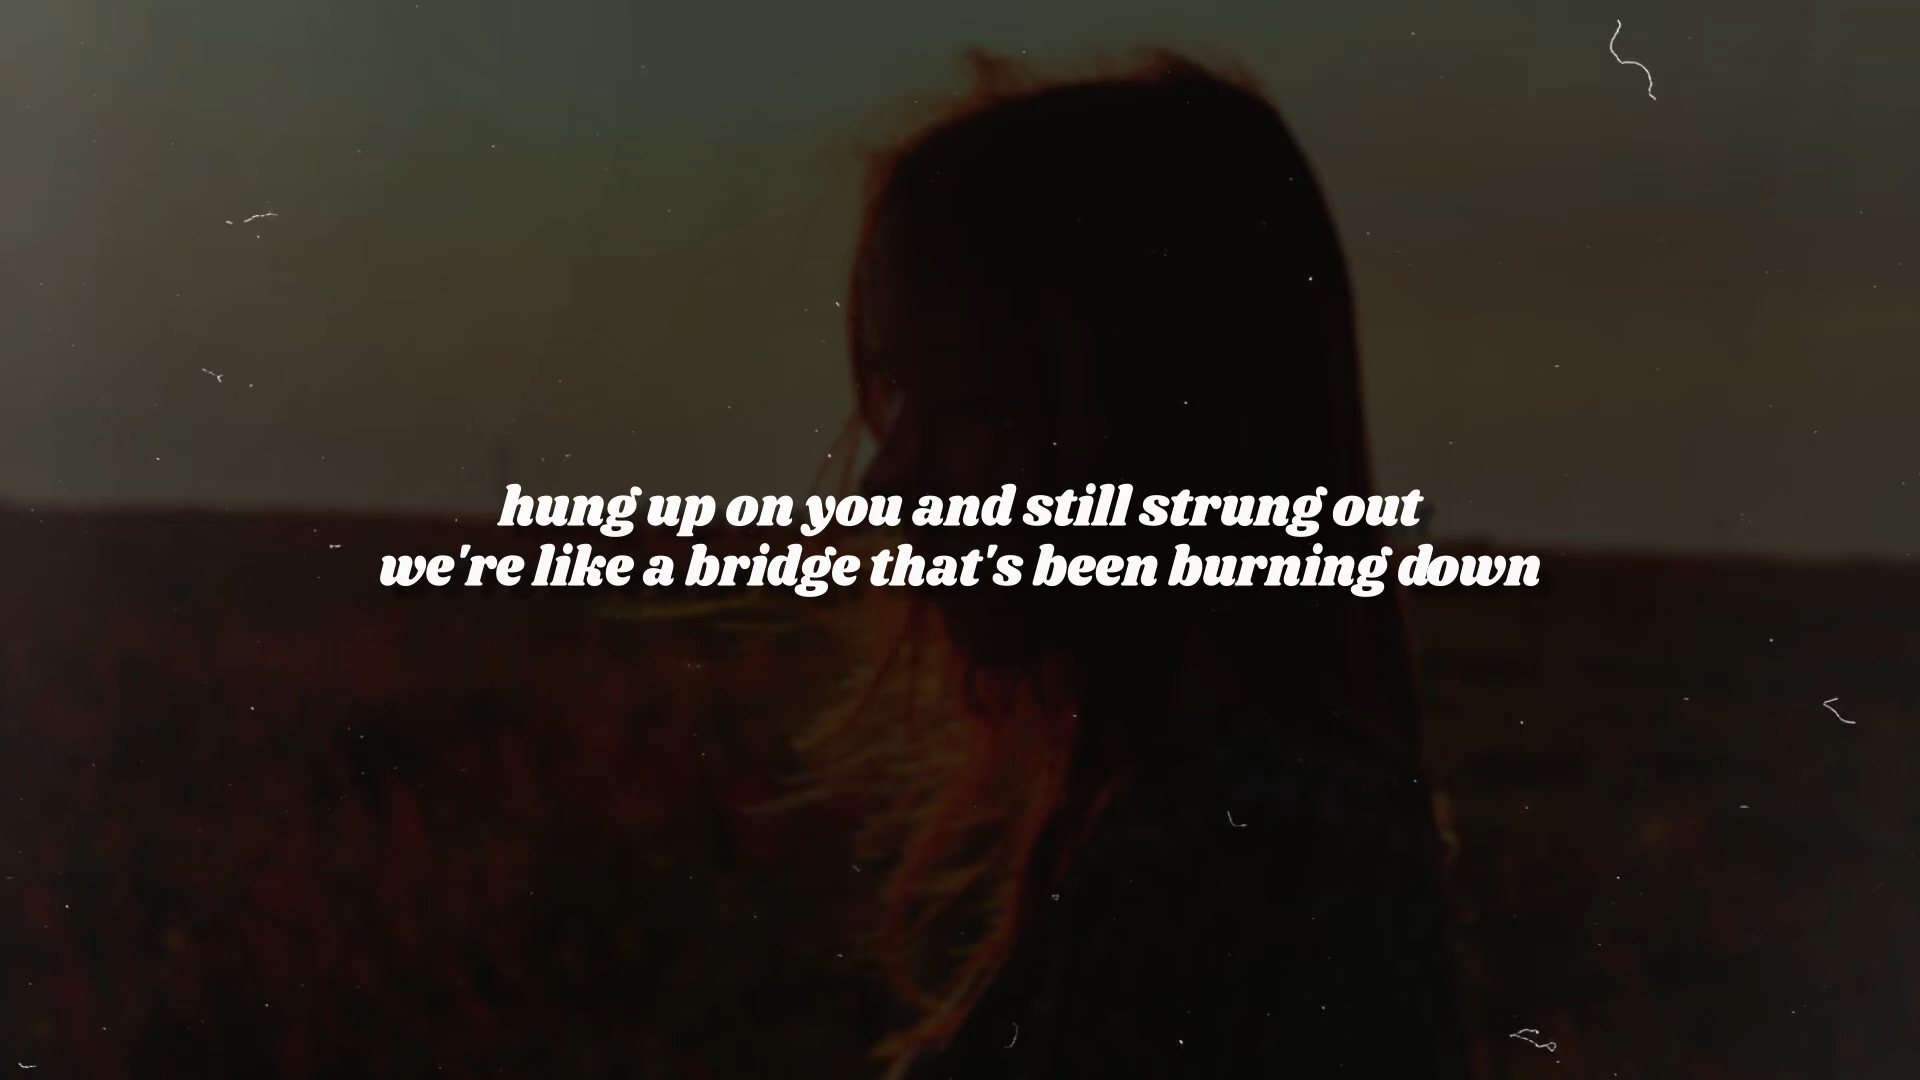 hung up on you and still strung out
we're like a bridge that's been burning down